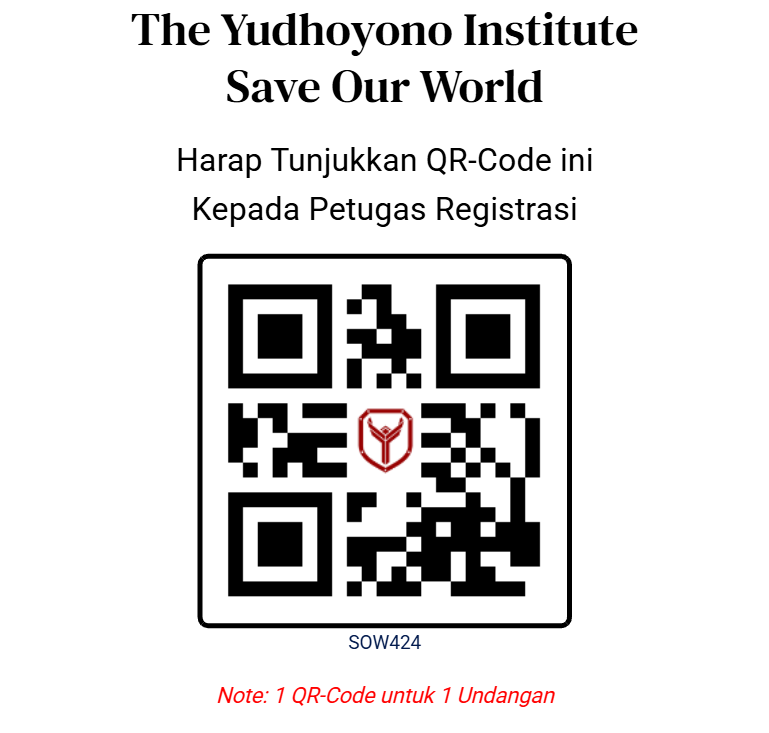 The Yudhoyono Institute
Save Our World
Harap Tunjukkan QR-Code ini
Kepada Petugas Registrasi
SOW424
Note: 1 QR-Code untuk 1 Undangan